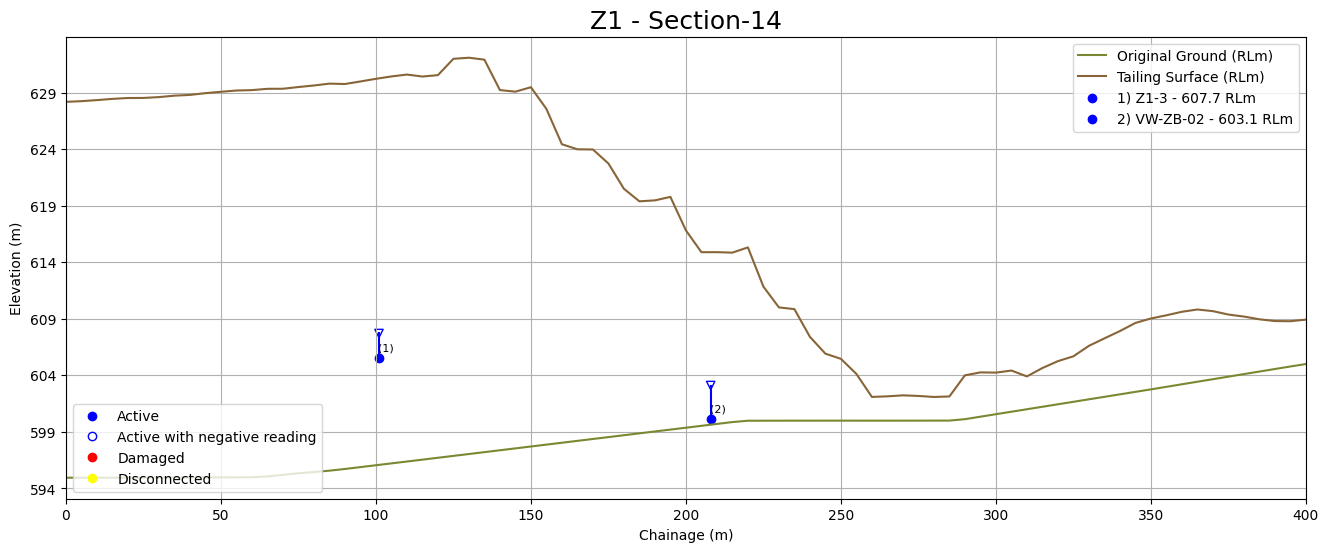 Z1 - Section-14
Original Ground (RLm)
Tailing Surface (RLm)
1) Z1-3 - 607.7 RLm
2) VW-ZB-02 - 603.1 RLm
629
624
619
614
609
604
599
594
Elevation (m)
(1)
(2)
Active
Active with negative reading
Damaged
Disconnected
0 50 100 150 200 250 300 350 400
Chainage (m)